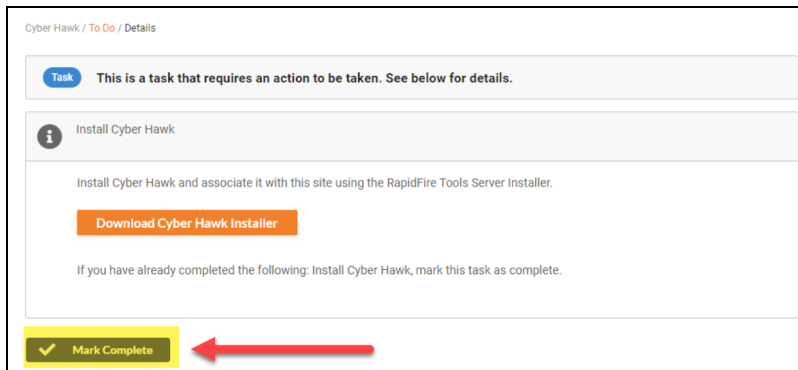 Cyber Hawk / To Do / Details
Task This is a task that requires an action to be taken. See below for details.
Install Cyber Hawk
Install Cyber Hawk and associate it with this site using the RapidFire Tools Server Installer.
Download Cyber Hawk Installer
If you have already completed the following: Install Cyber Hawk, mark this task as complete.
Mark Complete